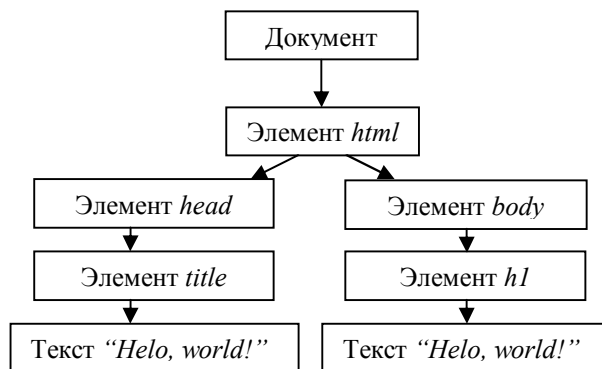 Документ
Элемент html
Элемент head
Элемент body
Элемент title
Элемент h1
Текст “Helo, world!”
Текст “Helo, world!”